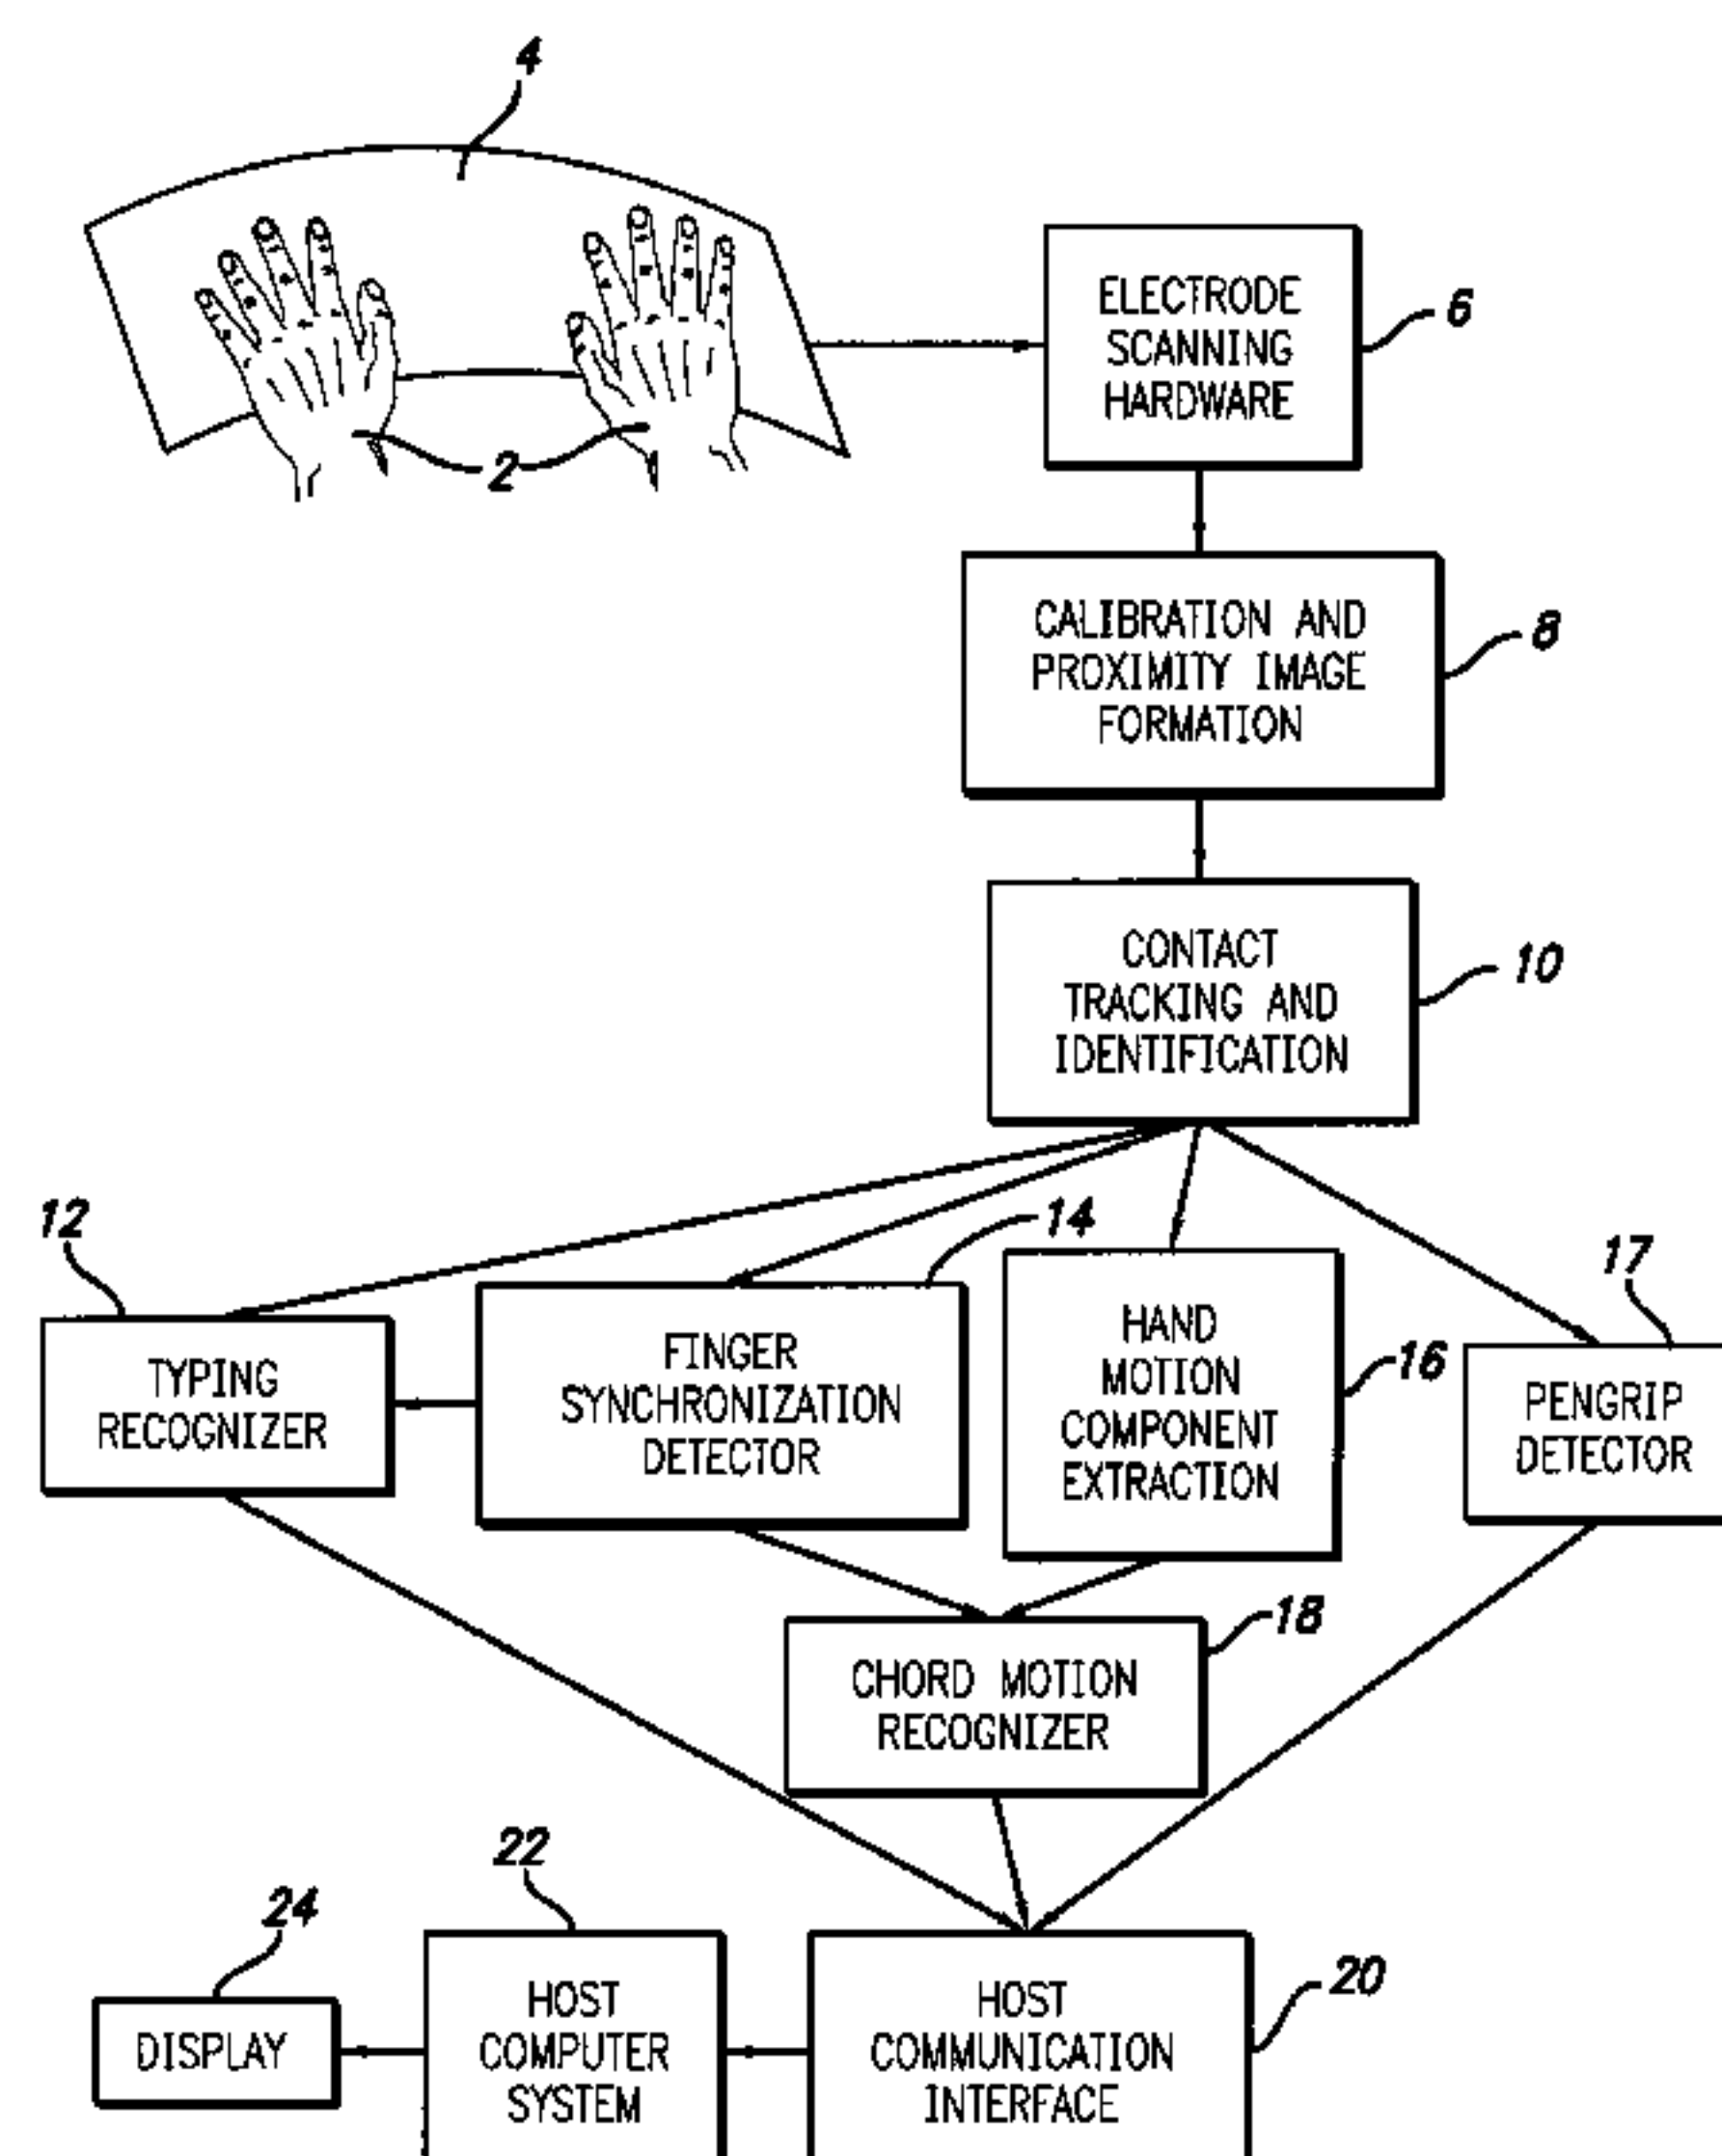 4
2
ELECTRODE
SCANNING
HARDWARE
6
CALIBRATION AND
PROXIMITY IMAGE
FORMATION
8
CONTACT
TRACKING AND
IDENTIFICATION
10
12
TYPING
RECOGNIZER
14
FINGER
SYNCHRONIZATION
DETECTOR
HAND
MOTION
COMPONENT
EXTRACTION
16
17
PENGRIP
DETECTOR
18
CHORD MOTION
RECOGNIZER
24
DISPLAY
22
HOST
COMPUTER
SYSTEM
HOST
COMMUNICATION
INTERFACE
20